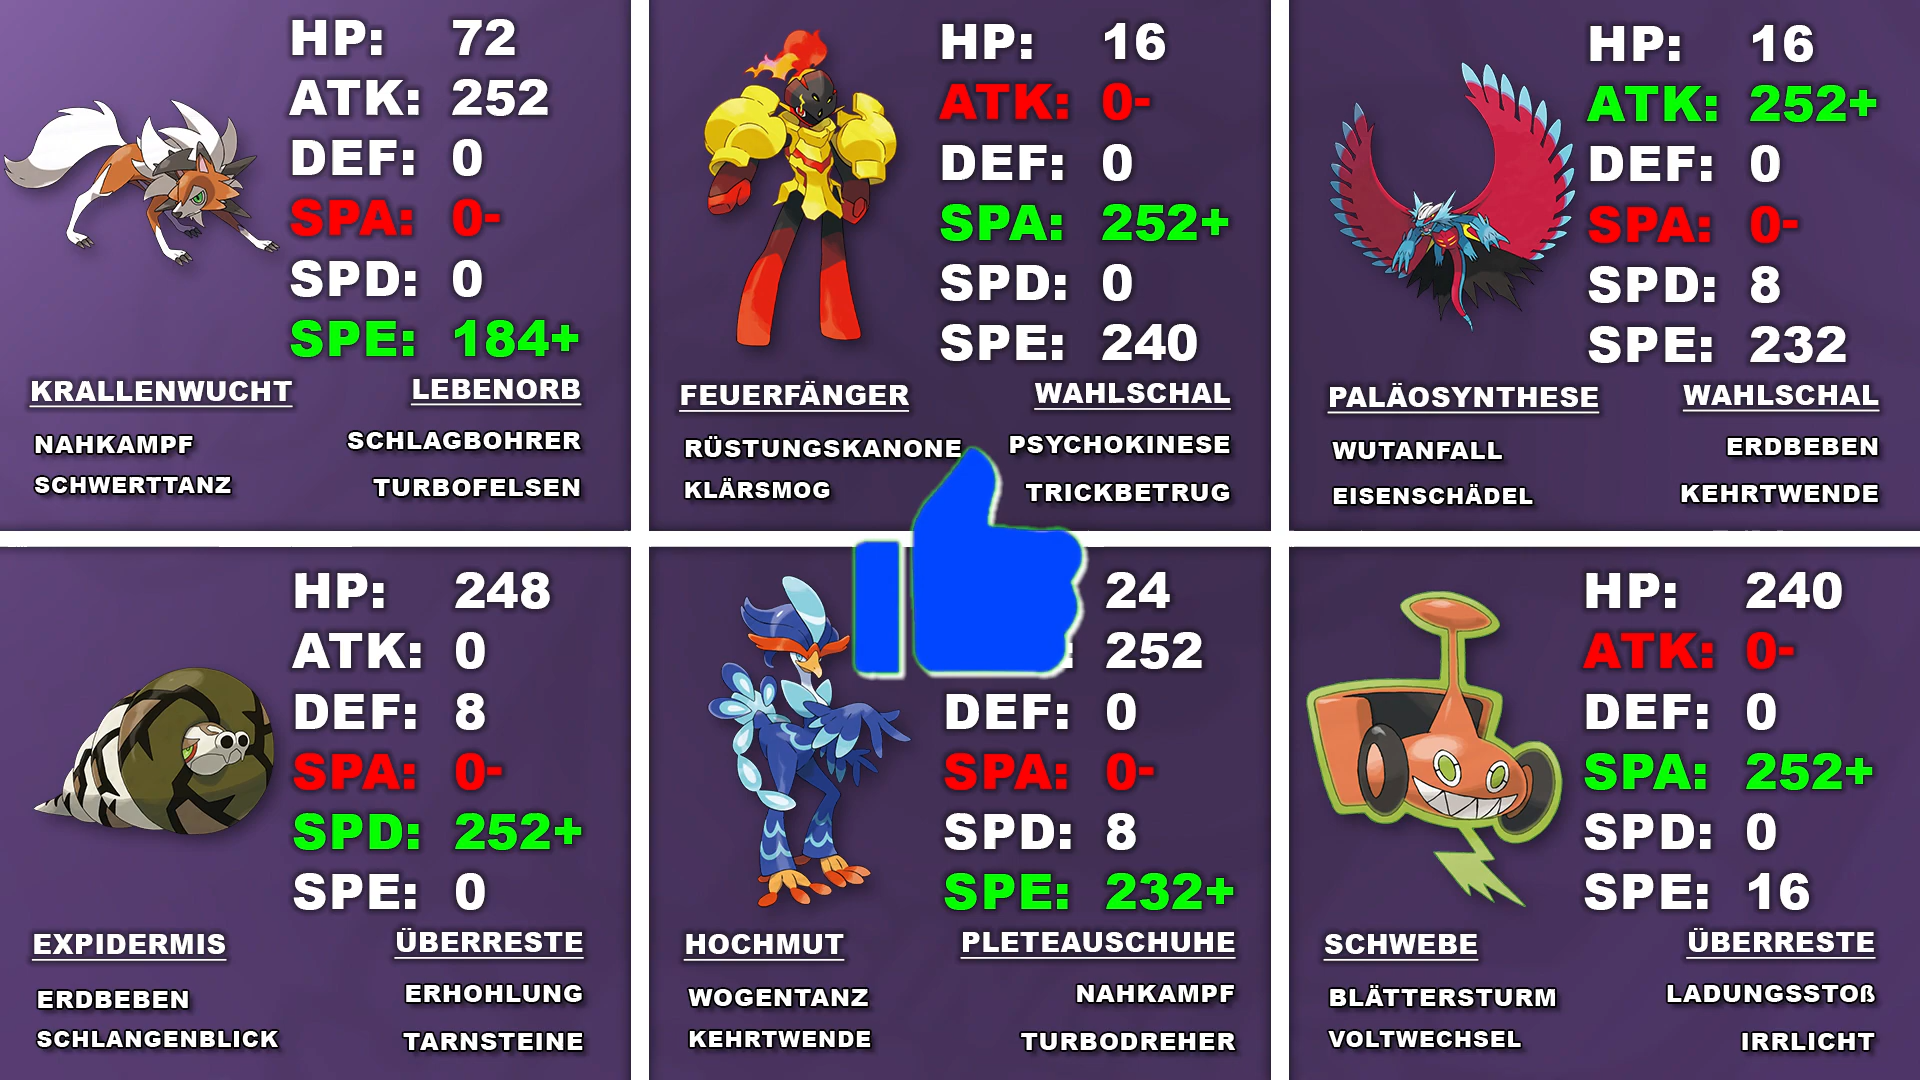 HP: 72
ATK: 252
DEF: 0
SPA: 0-
SPD: 0
SPE: 184+
KRALLENWUCHT LEBENORB
NAHKAMPF SCHLAGBOHRER
SCHWERTTANZ TURBOFELSEN
HP: 16
ATK: 0-
DEF: 0
SPA: 252+
SPD: 0
SPE: 240
FEUERFÄNGER WAHLSCHAL
RÜSTUNGSKANONE PSYCHOKINESE
KLÄRSMOG TRICKBETRUG
HP: 16
ATK: 252+
DEF: 0
SPA: 0-
SPD: 8
SPE: 232
PALÄOSYNTHESE WAHLSCHAL
WUTANFALL ERDBEBEN
EISENSCHÄDEL KEHRTWENDE
HP: 248
ATK: 0
DEF: 8
SPA: 0-
SPD: 252+
SPE: 0
EXPIDERMIS ÜBERRESTE
ERDBEBEN ERHOHLUNG
SCHLANGENBLICK TARNSTEINE
24
252
DEF: 0
SPA: 0-
SPD: 8
SPE: 232+
HOCHMUT PLETEAUSCHUHE
WOGENTANZ NAHKAMPF
KEHRTWENDE TURBODREHER
HP: 240
ATK: 0-
DEF: 0
SPA: 252+
SPD: 0
SPE: 16
SCHWEBE ÜBERRESTE
BLÄTTERSTURM LADUNGSSTOß
VOLTWECHSEL IRRLICHT